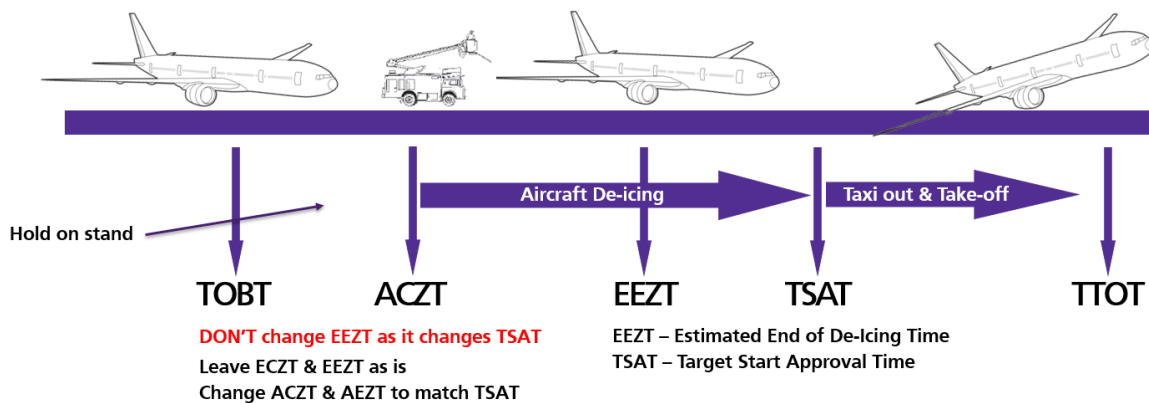 Aircraft De-icing
Taxi out & Take-off
Hold on stand
TOBT
ACZT
EEZT
TSAT
TTOT
DON'T change EEZT as it changes TSAT
Leave ECZT & EEZT as is
Change ACZT & AEZT to match TSAT
EEZT – Estimated End of De-Icing Time
TSAT – Target Start Approval Time